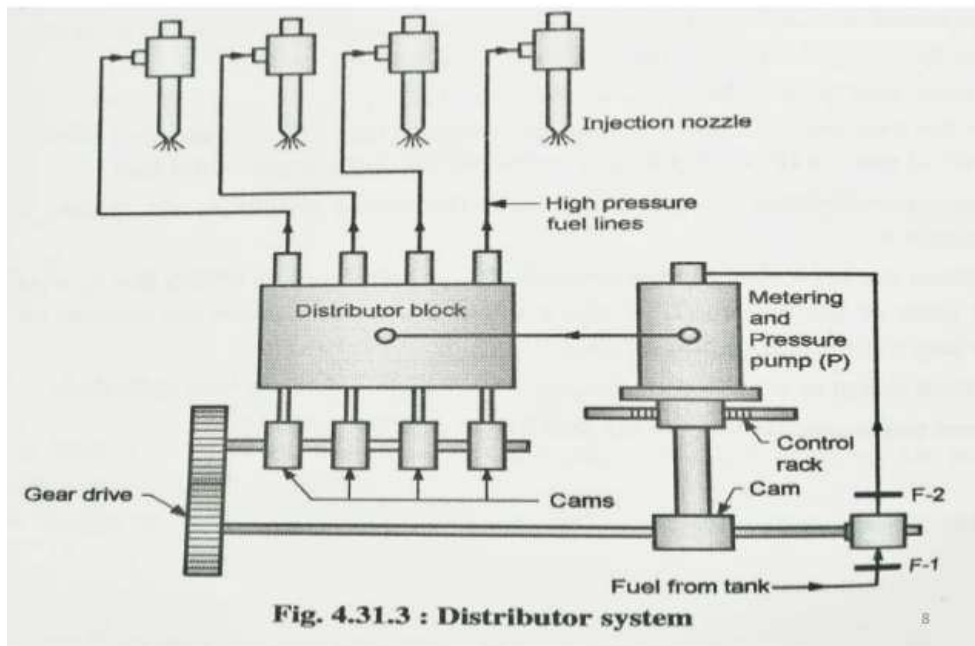 Injection nozzle
High pressure
fuel lines
Distributor block
Metering
and
Pressure
pump (P)
Control
rack
Gear drive
Cams
Cam
F-2
F-1
Fuel from tank
Fig. 4.31.3 : Distributor system
8